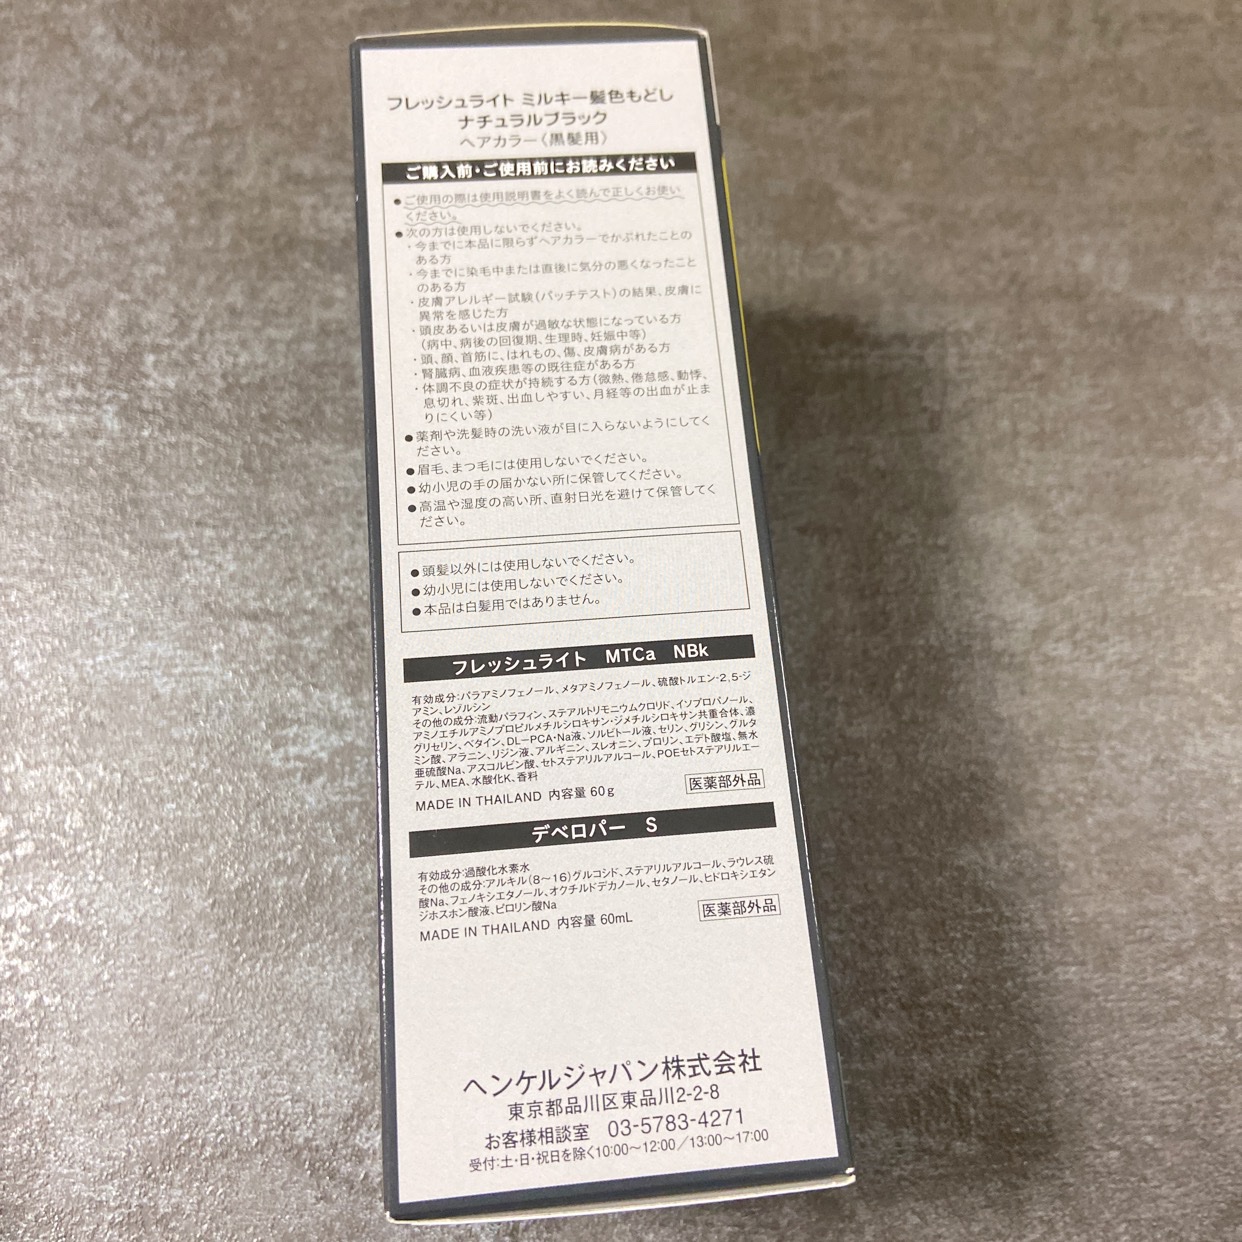 フレッシュライト ミルキー髪色もどし
ナチュラルブラック
ヘアカラー〈黒髪用〉
ご購入前・ご使用前にお読みください
●ご使用の際は使用説明書をよく読んで正しくお使い
ください。
●次の方は使用しないでください。
・今までに本品に限らずヘアカラーでかぶれたことの
ある方
・今までに染毛中または直後に気分の悪くなったこと
のある方
・皮膚アレルギー試験(パッチテスト)の結果、皮膚に
異常を感じた方
・頭皮あるいは皮膚が過敏な状態になっている方
(病中、病後の回復期、生理時、妊娠中等)
・頭、顔、首筋に、はれもの、傷、皮膚病がある方
・腎臓病、血液疾患等の既往症がある方
・体調不良の症状が持続する方(微熱、倦怠感、動悸、
息切れ、紫斑、出血しやすい、月経等の出血が止ま
りにくい等)
●薬剤や洗髪時の洗い液が目に入らないようにしてく
ださい。
●眉毛、まつ毛には使用しないでください。
●幼小児の手の届かない所に保管してください。
●高温や湿度の高い所、直射日光を避けて保管してく
ださい。
●頭髪以外には使用しないでください。
●幼小児には使用しないでください。
●本品は白髪用ではありません。
フレッシュライト MTCa NBk
有効成分:パラアミノフェノール、メタアミノフェノール、硫酸トルエン-2,5-ジ
アミン、レゾルシン
その他の成分:流動パラフィン、ステアルトリモニウムクロリド、イソプロパノール、
アミノエチルアミノプロピルメチルシロキサン・ジメチルシロキサン共重合体、濃
グリセリン、ベタイン、DL-PCA・Na液、ソルビトール液、セリン、グリシン、グルタ
ミン酸、アラニン、リジン液、アルギニン、スレオニン、プロリン、エデト酸塩、無水
亜硫酸Na、アスコルビン酸、セトステアリルアルコール、POEセトステアリルエー
テル、MEA、水酸化K、香料
MADE IN THAILAND 内容量 60g
医薬部外品
デベロパー S
有効成分:過酸化水素水
その他の成分:アルキル(8～16)グルコシド、ステアリルアルコール、ラウレス硫
酸Na、フェノキシエタノール、オクチルドデカノール、セタノール、ヒドロキシエタン
ジホスホン酸液、ピロリン酸Na
MADE IN THAILAND 内容量 60mL
医薬部外品
ヘンケルジャパン株式会社
東京都品川区東品川2-2-8
お客様相談室 03-5783-4271
受付:土・日・祝日を除く10:00～12:00/13:00～17:00